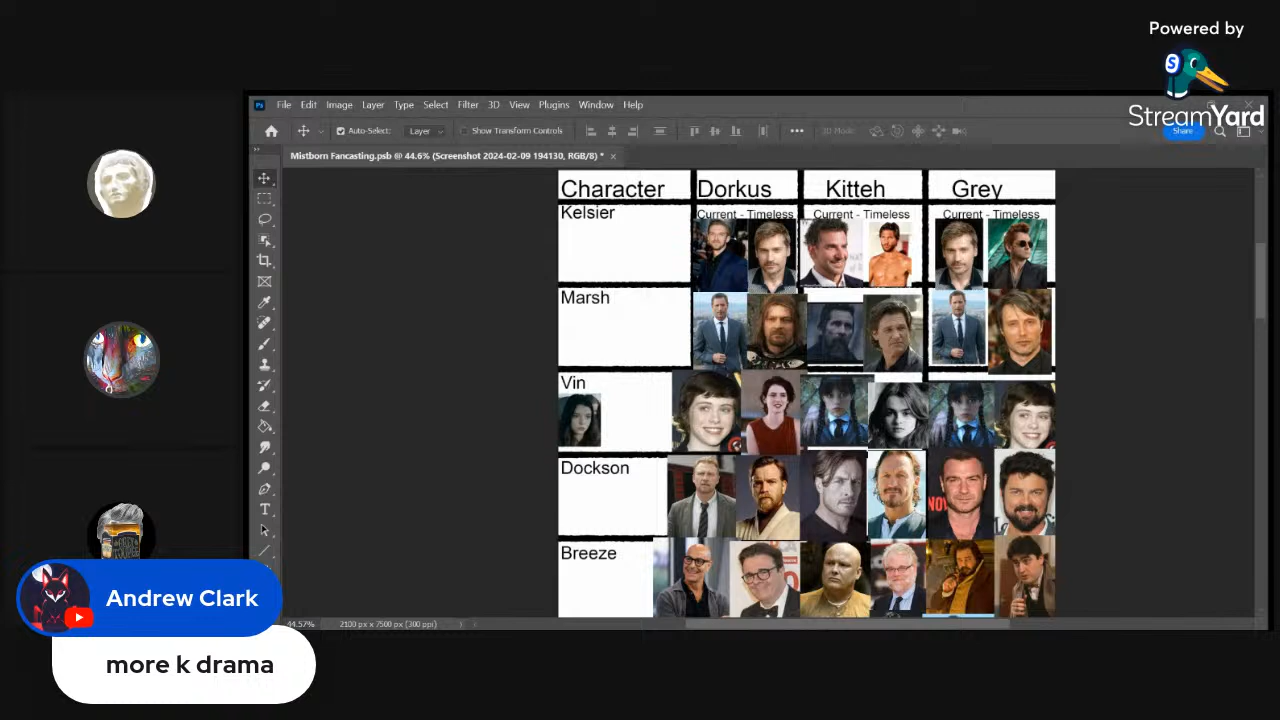 Powered by
StreamYard
File Edit Image Layer Type Select Filter 3D View Plugins Window Help
Auto-Select: Layer Show Transform Controls ••• 3D Mode: Share
Mistborn Fancasting.psb @ 44.6% (Screenshot 2024-02-09 194130, RGB/8) *
Character Dorkus Kitteh Grey
Kelsier
Current - Timeless Current - Timeless Current - Timeless
Marsh
Vin
Dockson
Breeze
Andrew Clark
more k drama
44.57% 2100 px x 7500 px (300 ppi)